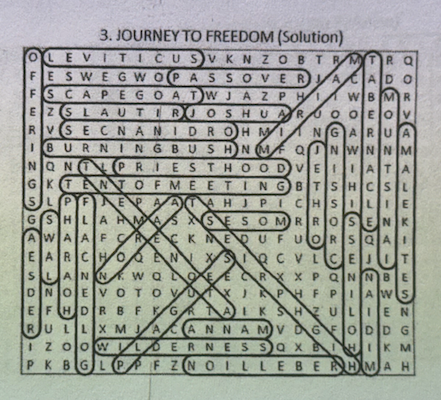 3. JOURNEY TO FREEDOM (Solution)
O L E V I T I C U S V K N Z O B T R M T R Q
F E S W E G W O P A S S O V E R J A C A D O
F S C A P E G O A T W J A Z P H I I W B M R
E Z S L A U T I R J O S H U A R U O O E O V
R V S E C N A N I D R O H M I I N G A R U A
I B U R N I N G B U S H N M F Q I N W N N M
N Q N T L P R I E S T H O O D V E I I A T A
G K T E N T O F M E E T I N G B T S H C S L
S L P F J E P A A T A H J P I C H S I L I E
G S H L A H M A S X S E S O M R R O S E N K
A W A A F C R E C K N E D U F U O R S Q A I
E L A R C H O Q E N I X S I Q C V L C E I T
S S L A N N K W Q L O E E C R X X P Q N N E
D N O E V O T O V U T X J K P H F P I A W S
E F H D R B F F K G R T A I K S H Z U L I E N
R U L L X M J A C A N N A M V D G F O D D G
I Z O O W I L D E R N E S S Q X B I H I K M
P K B G L P P F Z N O I L L E B E R H M A H